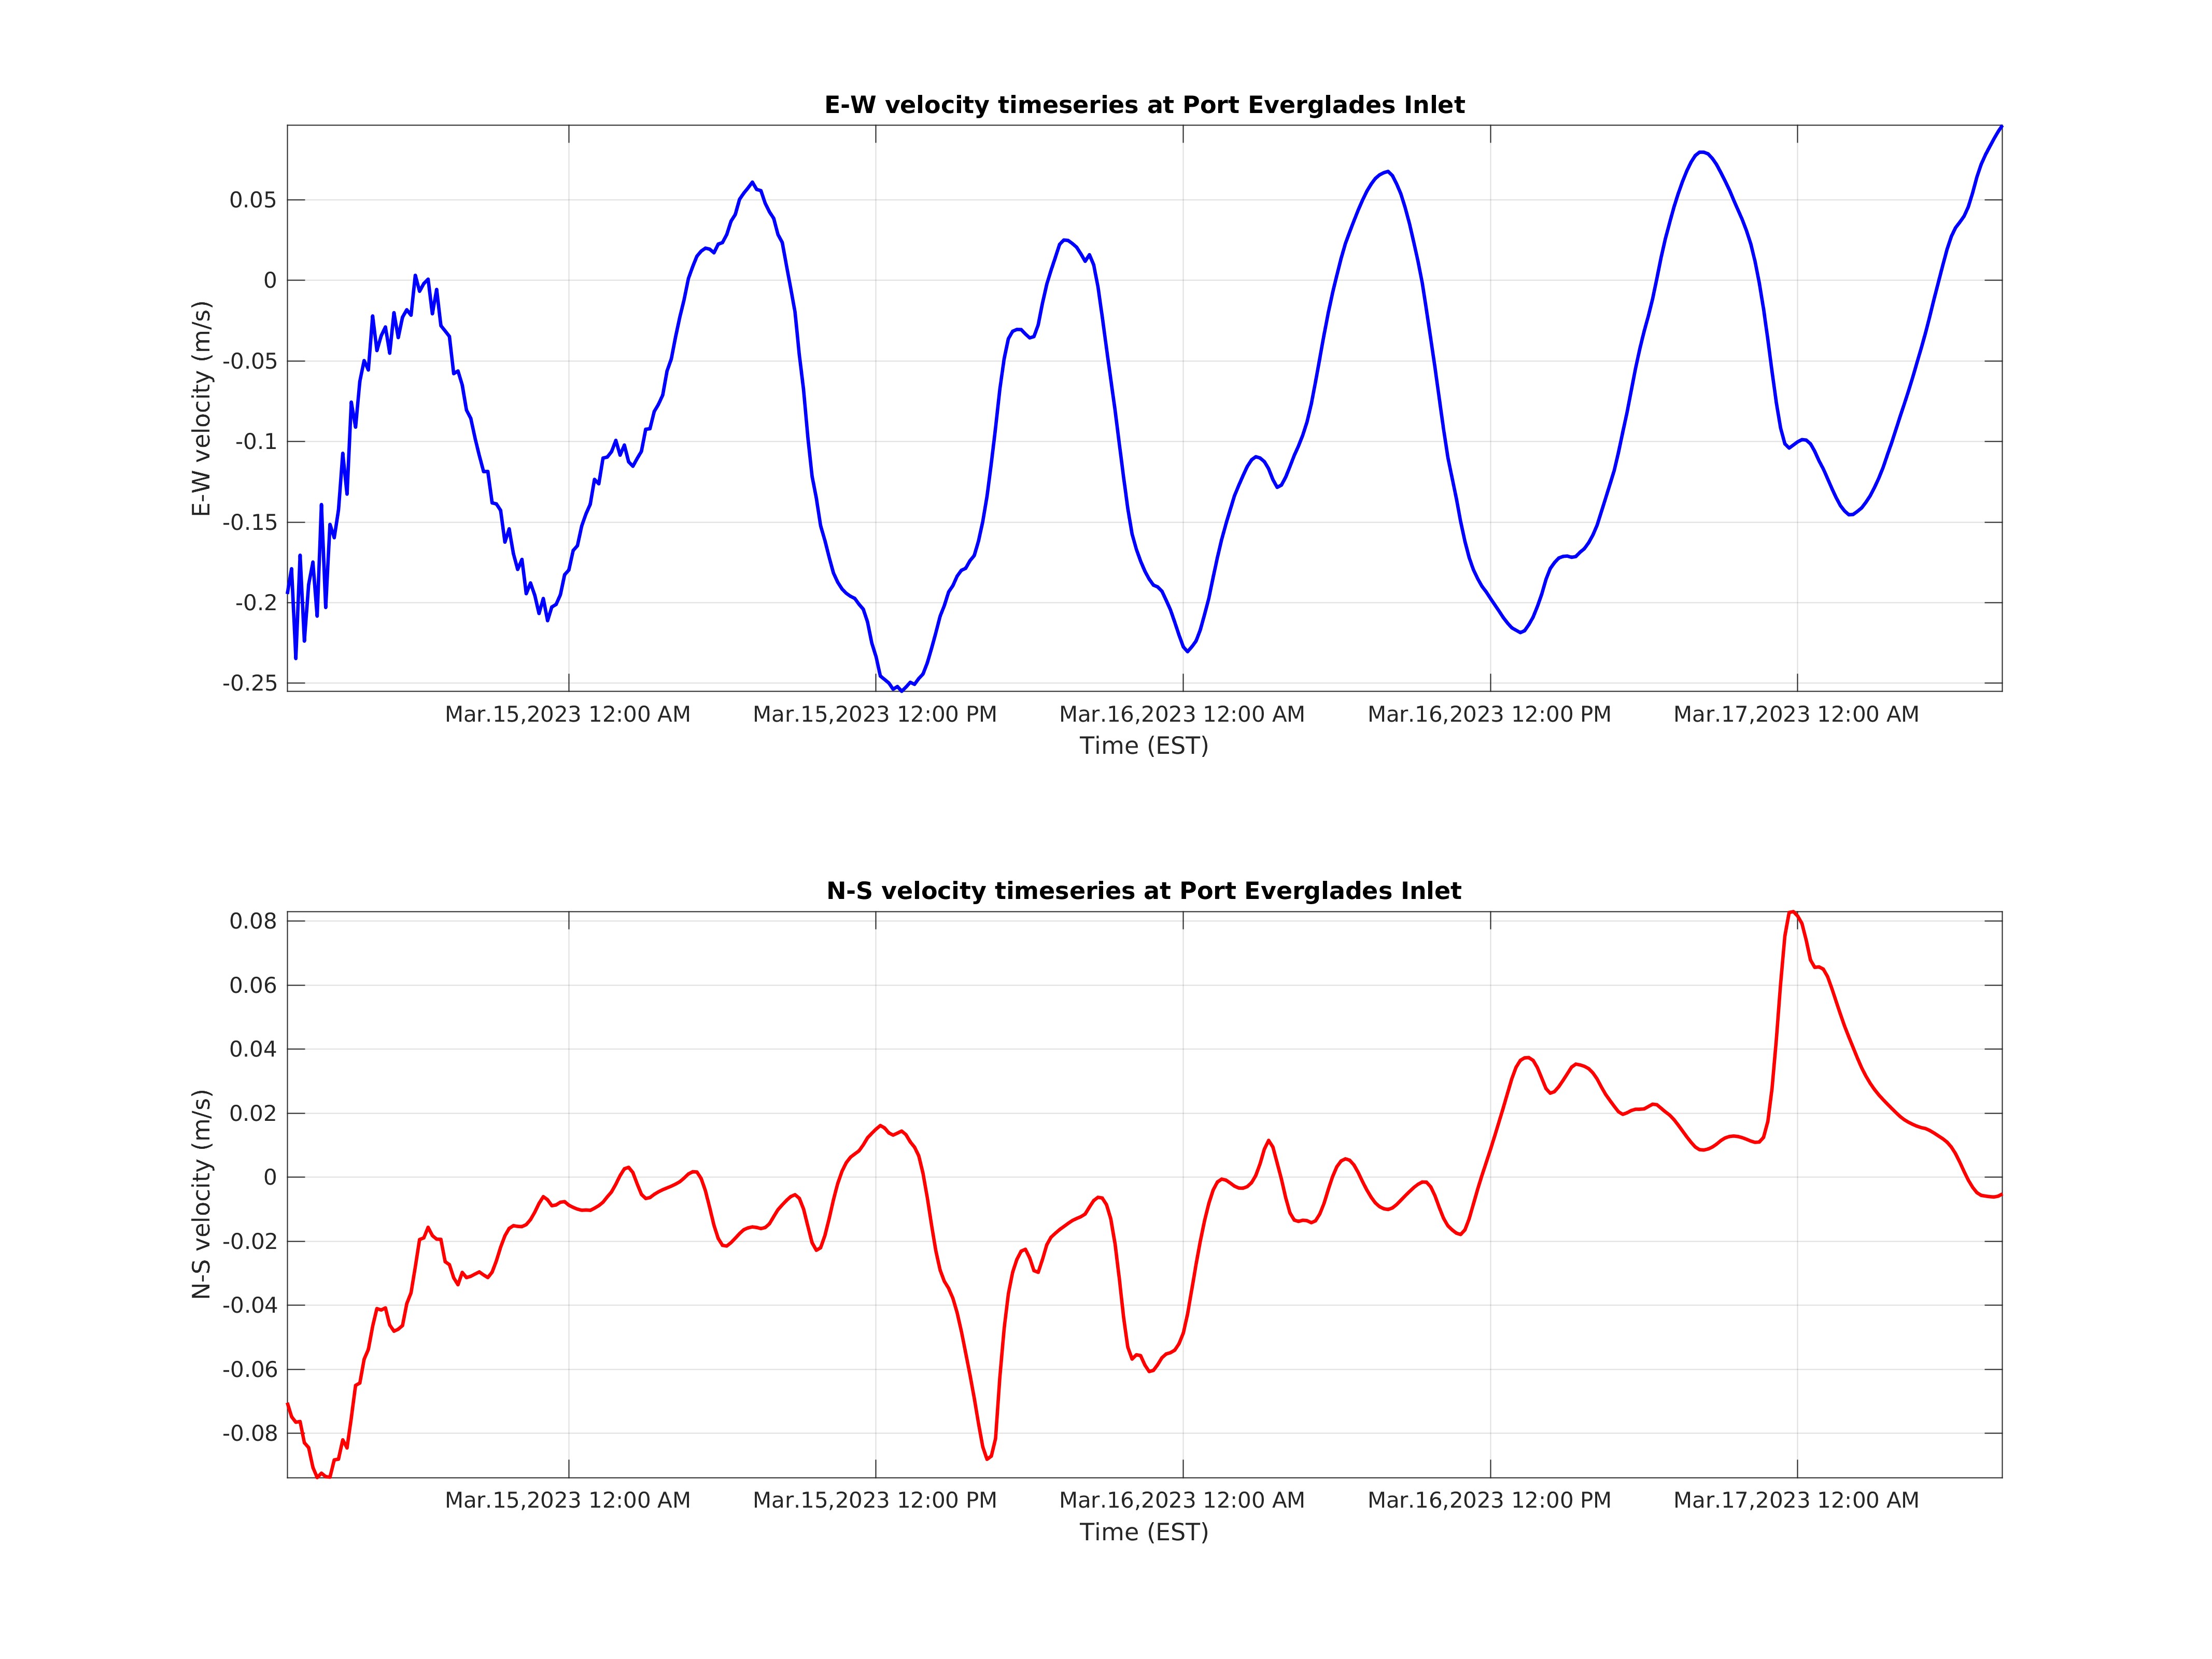 E-W velocity timeseries at Port Everglades Inlet
E-W velocity (m/s)
0.05
0
-0.05
-0.1
-0.15
-0.2
-0.25
Mar.15,2023 12:00 AM
Mar.15,2023 12:00 PM
Mar.16,2023 12:00 AM
Mar.16,2023 12:00 PM
Mar.17,2023 12:00 AM
Time (EST)
N-S velocity timeseries at Port Everglades Inlet
N-S velocity (m/s)
0.08
0.06
0.04
0.02
0
-0.02
-0.04
-0.06
-0.08
Mar.15,2023 12:00 AM
Mar.15,2023 12:00 PM
Mar.16,2023 12:00 AM
Mar.16,2023 12:00 PM
Mar.17,2023 12:00 AM
Time (EST)